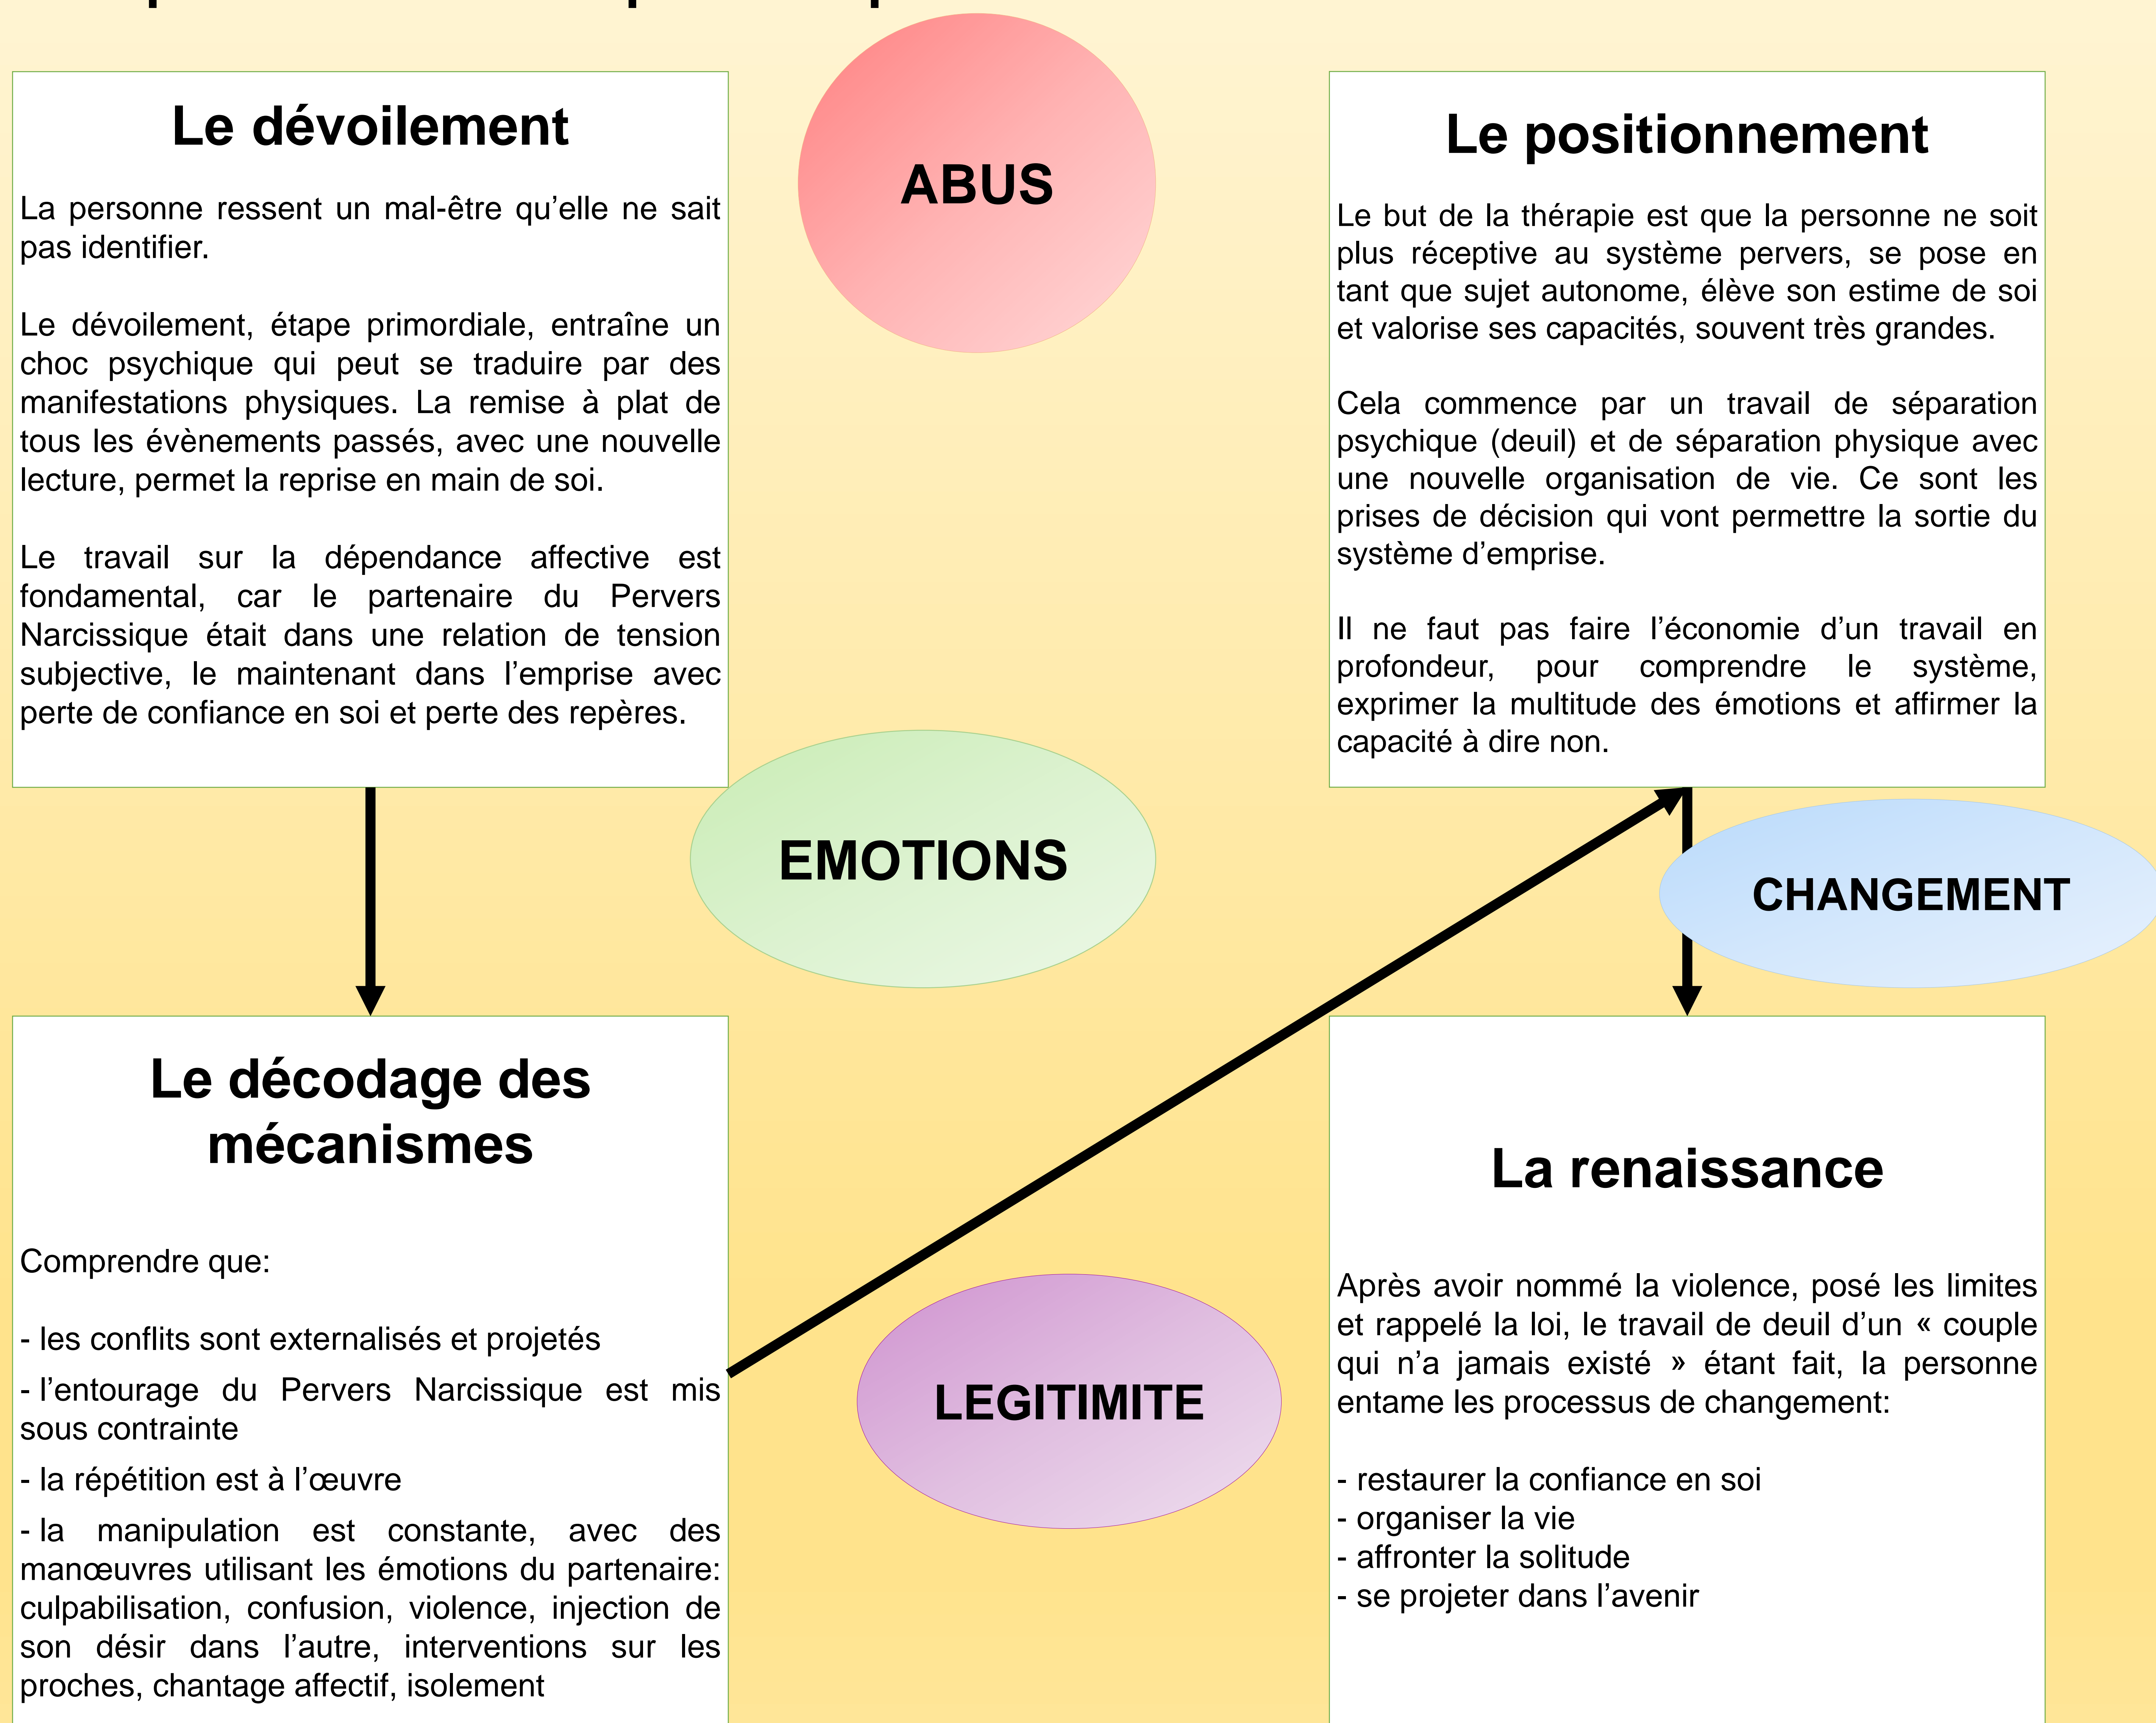 Le dévoilement
La personne ressent un mal-être qu’elle ne sait
pas identifier.
Le dévoilement, étape primordiale, entraîne un
choc psychique qui peut se traduire par des
manifestations physiques. La remise à plat de
tous les évènements passés, avec une nouvelle
lecture, permet la reprise en main de soi.
Le travail sur la dépendance affective est
fondamental, car le partenaire du Pervers
Narcissique était dans une relation de tension
subjective, le maintenant dans l’emprise avec
perte de confiance en soi et perte des repères.
ABUS
EMOTIONS
Le décodage des
mécanismes
Comprendre que:
- les conflits sont externalisés et projetés
- l’entourage du Pervers Narcissique est mis
sous contrainte
- la répétition est à l’œuvre
- la manipulation est constante, avec des
manœuvres utilisant les émotions du partenaire:
culpabilisation, confusion, violence, injection de
son désir dans l’autre, interventions sur les
proches, chantage affectif, isolement
LEGITIMITE
Le positionnement
Le but de la thérapie est que la personne ne soit
plus réceptive au système pervers, se pose en
tant que sujet autonome, élève son estime de soi
et valorise ses capacités, souvent très grandes.
Cela commence par un travail de séparation
psychique (deuil) et de séparation physique avec
une nouvelle organisation de vie. Ce sont les
prises de décision qui vont permettre la sortie du
système d’emprise.
Il ne faut pas faire l’économie d’un travail en
profondeur, pour comprendre le système,
exprimer la multitude des émotions et affirmer la
capacité à dire non.
CHANGEMENT
La renaissance
Après avoir nommé la violence, posé les limites
et rappelé la loi, le travail de deuil d’un « couple
qui n’a jamais existé » étant fait, la personne
entame les processus de changement:
- restaurer la confiance en soi
- organiser la vie
- affronter la solitude
- se projeter dans l’avenir